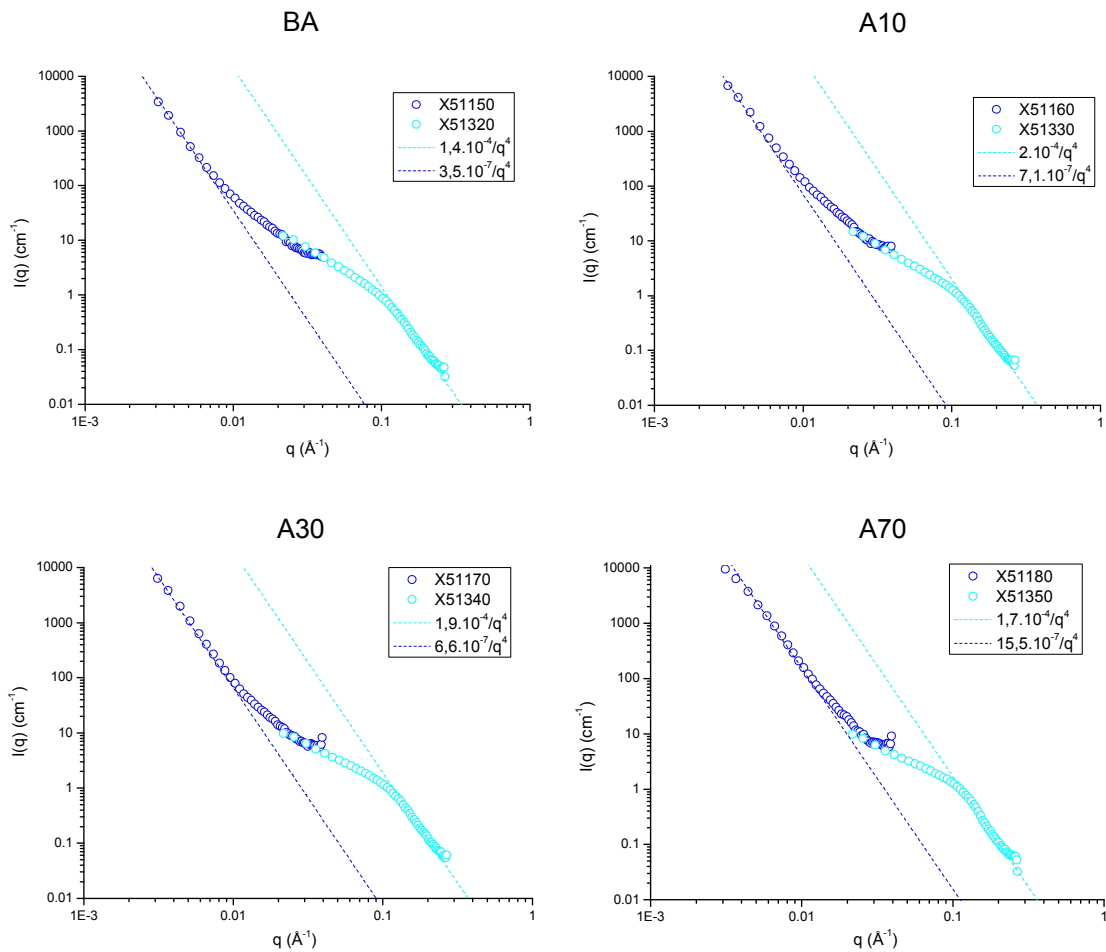 BA
10000
1000
100
10
1
0.1
0.01
1E-3
0.01
0.1
1
I(q) (cm⁻¹)
q (Å⁻¹)
X51150
X51320
1,4.10⁻⁴/q⁴
3,5.10⁻⁷/q⁴
A10
10000
1000
100
10
1
0.1
0.01
1E-3
0.01
0.1
1
I(q) (cm⁻¹)
q (Å⁻¹)
X51160
X51330
2.10⁻⁴/q⁴
7,1.10⁻⁷/q⁴
A30
10000
1000
100
10
1
0.1
0.01
1E-3
0.01
0.1
1
I(q) (cm⁻¹)
q (Å⁻¹)
X51170
X51340
1,9.10⁻⁴/q⁴
6,6.10⁻⁷/q⁴
A70
10000
1000
100
10
1
0.1
0.01
1E-3
0.01
0.1
1
I(q) (cm⁻¹)
q (Å⁻¹)
X51180
X51350
1,7.10⁻⁴/q⁴
15,5.10⁻⁷/q⁴